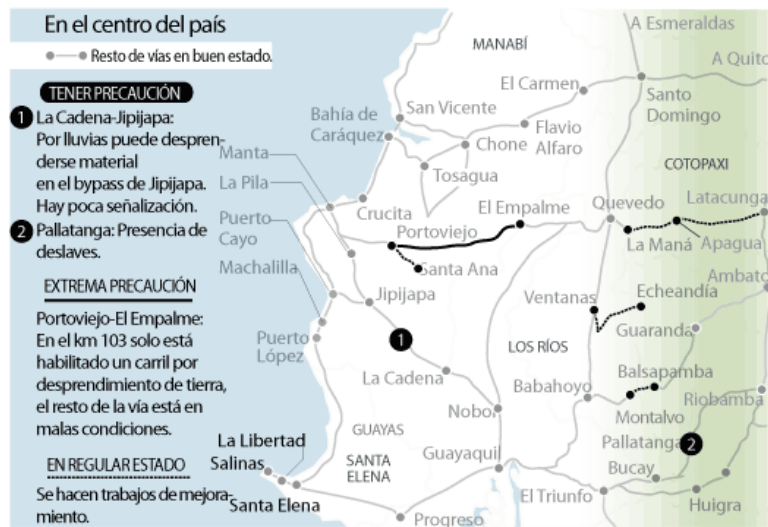 En el centro del país
Resto de vías en buen estado.
TENER PRECAUCIÓN
1 La Cadena-Jipijapa:
Por lluvias puede despren-
derse material
en el bypass de Jipijapa.
Hay poca señalización.
2 Pallatanga: Presencia de
deslaves.
EXTREMA PRECAUCIÓN
Portoviejo-El Empalme:
En el km 103 solo está
habilitado un carril por
desprendimiento de tierra,
el resto de la vía está en
malas condiciones.
EN REGULAR ESTADO
Se hacen trabajos de mejora-
miento.
A Esmeraldas
MANABÍ
A Quito
El Carmen
Santo
Domingo
Bahía de
Caráquez
San Vicente
Flavio
Alfaro
Chone
Manta
Tosagua
COTOPAXI
La Pila
Crucita
El Empalme
Quevedo
Latacunga
Puerto
Cayo
Portoviejo
La Maná
Apagua
Machalilla
Santa Ana
Ambato
Jipijapa
Ventanas
Echeandía
Guaranda
Puerto
López
1
LOS RÍOS
La Cadena
Balsapamba
Babahoyo
Riobamba
Nobol
Montalvo
GUAYAS
La Libertad
Pallatanga
2
Salinas
SANTA
ELENA
Guayaquil
Bucay
Santa Elena
El Triunfo
Huigra
Progreso